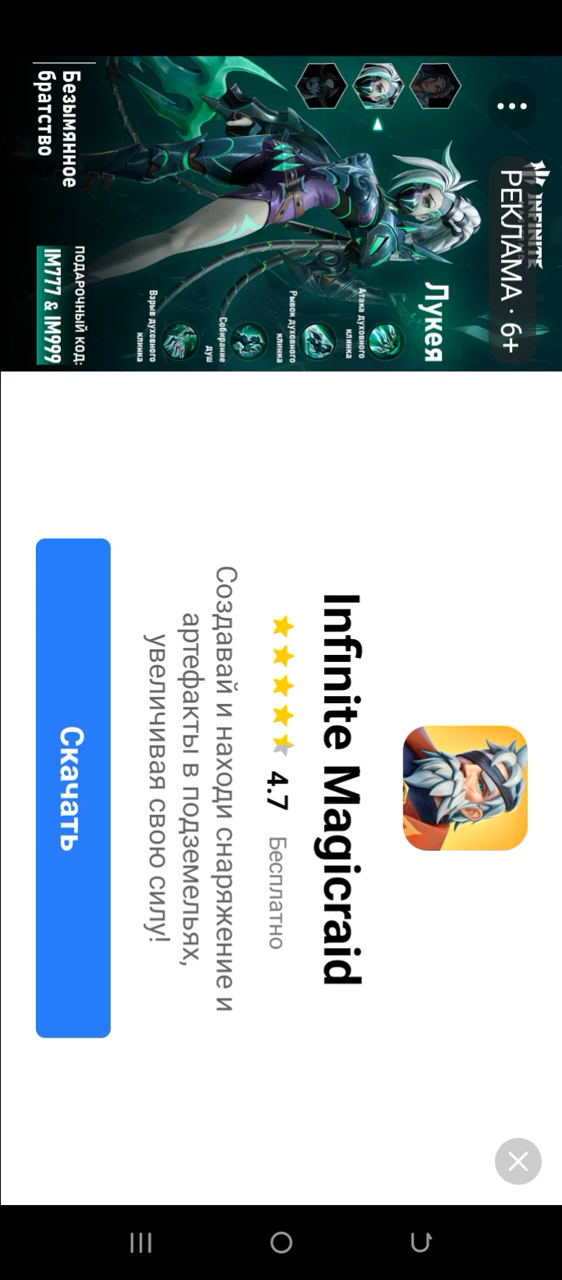 INFINITE
РЕКЛАМА · 6+
Лукея
Атака духовного
клинка
Рывок духовного
клинка
Собирание
душ
Взрыв духовного
клинка
Безымянное
братство
ПОДАРОЧНЫЙ КОД:
IM777 & IM999
Infinite Magicraid
4.7 Бесплатно
Создавай и находи снаряжение и
артефакты в подземельях,
увеличивая свою силу!
Скачать